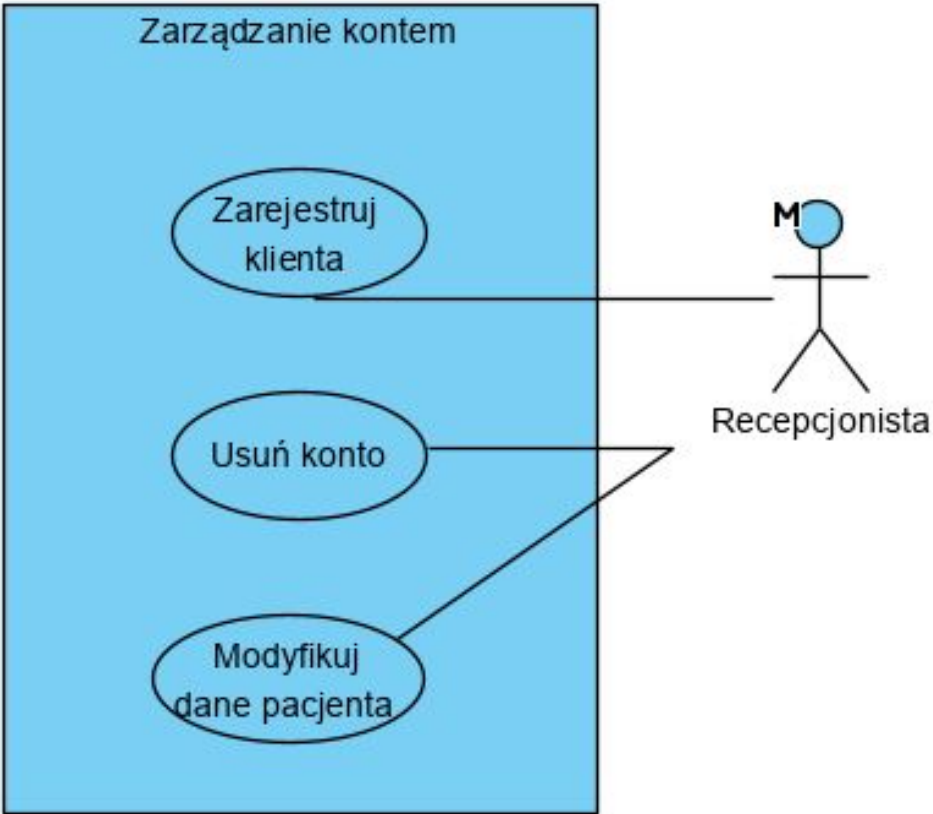 Zarządzanie kontem
Zarejestruj
klienta
M
Recepcjonista
Usuń konto
Modyfikuj
dane pacjenta